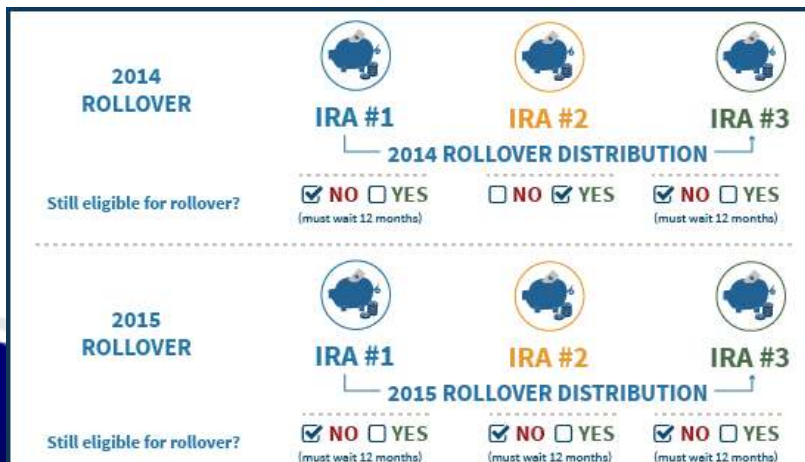 2014
ROLLOVER
IRA #1
IRA #2
IRA #3
2014 ROLLOVER DISTRIBUTION
Still eligible for rollover?
NO YES
NO YES
NO YES
(must wait 12 months)
(must wait 12 months)
2015
ROLLOVER
IRA #1
IRA #2
IRA #3
2015 ROLLOVER DISTRIBUTION
Still eligible for rollover?
NO YES
NO YES
NO YES
(must wait 12 months)
(must wait 12 months)
(must wait 12 months)